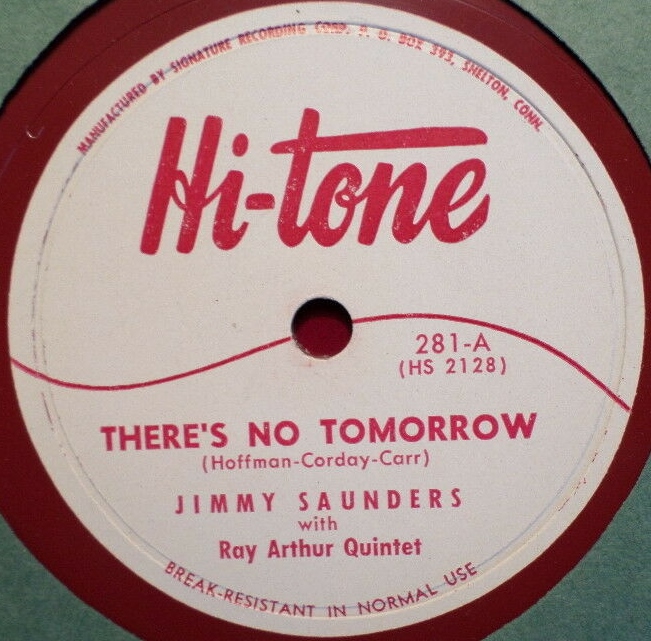 MANUFACTURED BY SIGNATURE RECORDING CORP. P. O. BOX 393, SHELTON, CONN.
Hi-tone
281-A
(HS 2128)
THERE'S NO TOMORROW
(Hoffman-Corday-Carr)
JIMMY SAUNDERS
with
Ray Arthur Quintet
BREAK-RESISTANT IN NORMAL USE